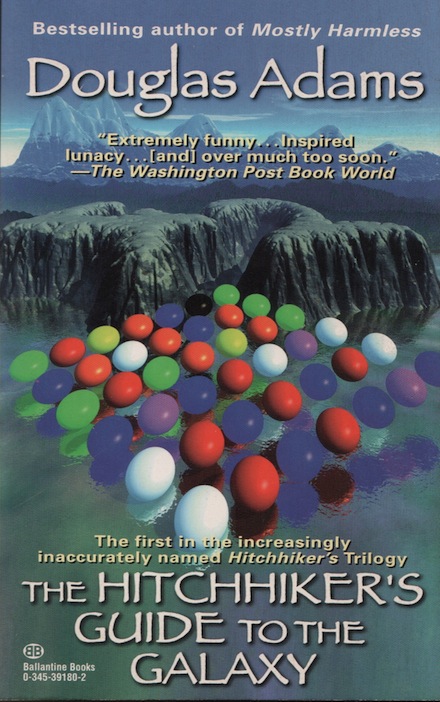 Bestselling author of Mostly Harmless
Douglas Adams
“Extremely funny...Inspired
lunacy...[and] over much too soon.”
—The Washington Post Book World
The first in the increasingly
inaccurately named Hitchhiker's Trilogy
THE HITCHHIKER'S
GUIDE TO THE
GALAXY
BB
Ballantine Books
0-345-39180-2